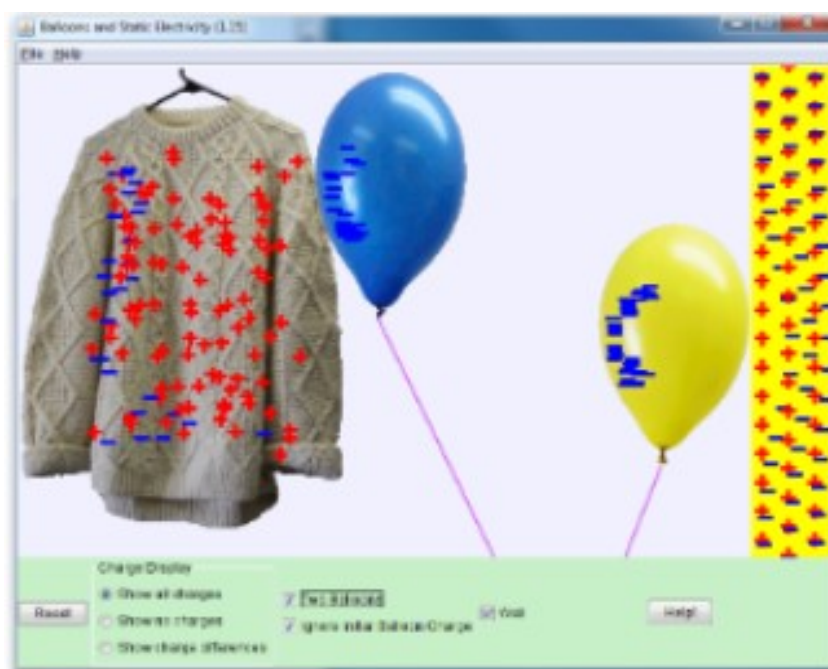 Balloons and Static Electricity (1.15)
File Help
Charge Display
Show all charges
Show no charges
Show charge differences
Reset
Two Balloons
Ignore Initial Balloon Charge
Wall
Help!